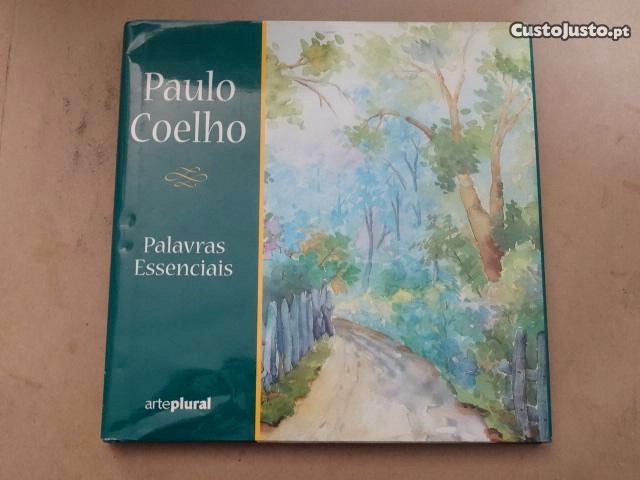 CustoJusto.pt
Paulo
Coelho
Palavras
Essenciais
arteplural